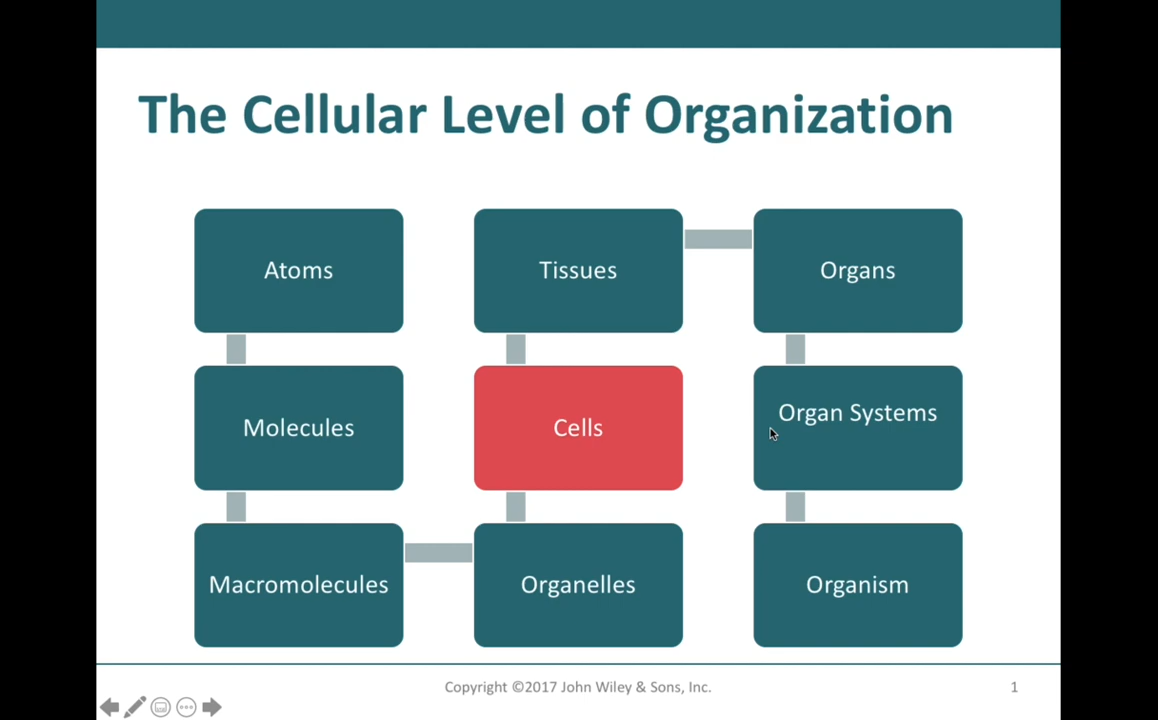 The Cellular Level of Organization
Atoms
Molecules
Macromolecules
Organelles
Cells
Tissues
Organs
Organ Systems
Organism
Copyright ©2017 John Wiley & Sons, Inc.
1